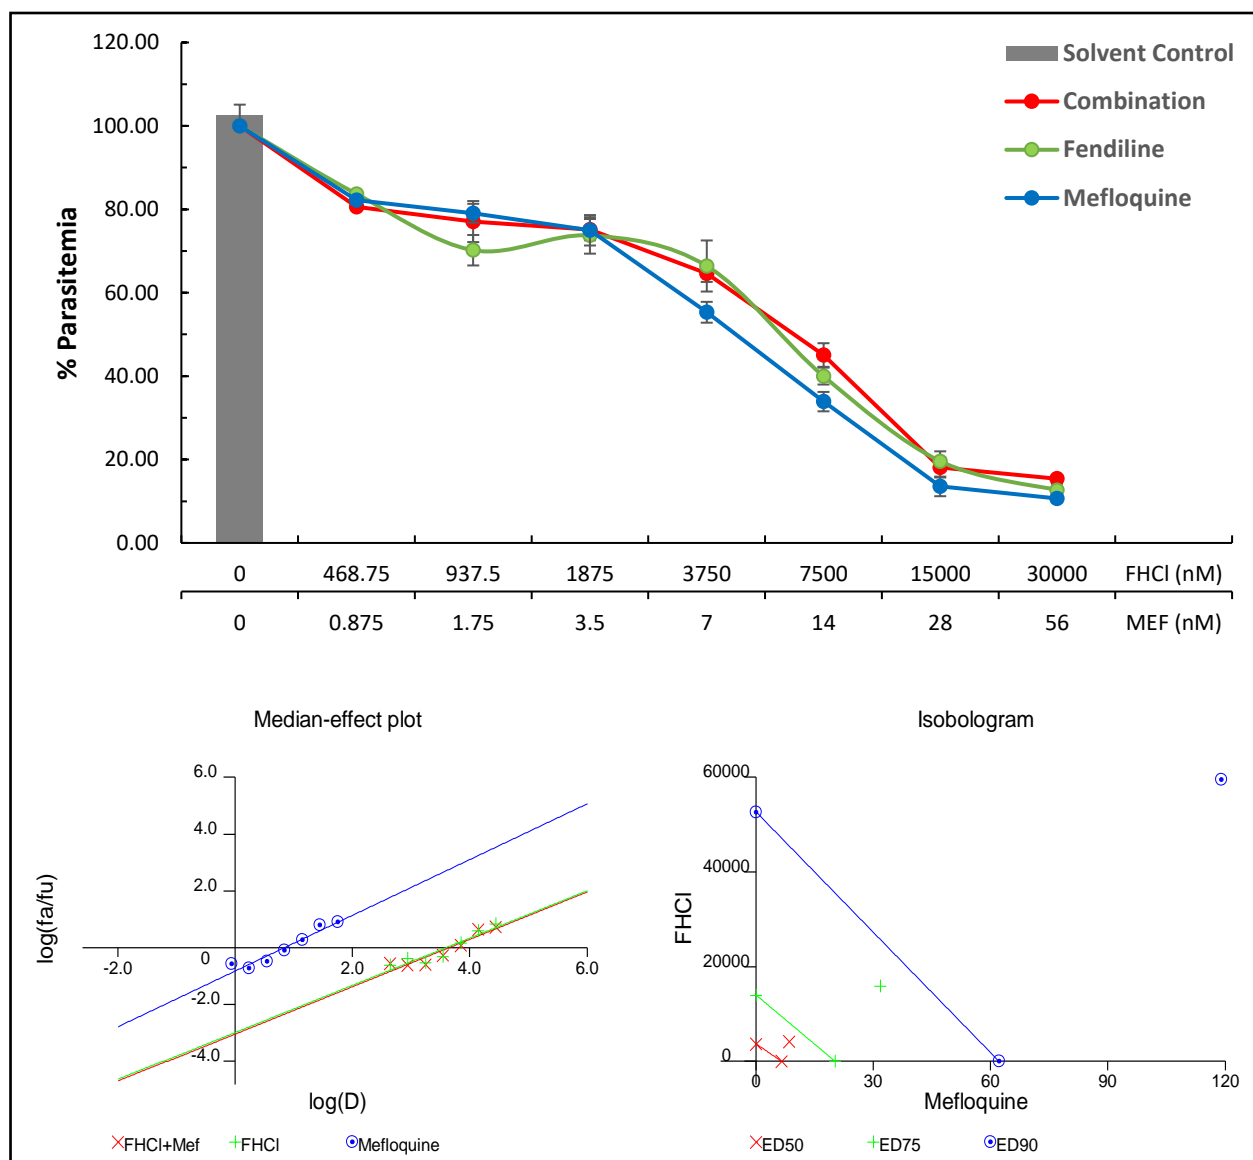 120.00
100.00
80.00
60.00
40.00
20.00
0.00
% Parasitemia
Solvent Control
Combination
Fendiline
Mefloquine
0 468.75 937.5 1875 3750 7500 15000 30000 FHCl (nM)
0 0.875 1.75 3.5 7 14 28 56 MEF (nM)
Median-effect plot
6.0
4.0
2.0
0
-2.0
-4.0
-2.0 2.0 4.0 6.0
log(fa/fu)
log(D)
FHCl+Mef FHCl Mefloquine
Isobologram
60000
40000
20000
0
FHCl
0 30 60 90 120
Mefloquine
ED50 ED75 ED90